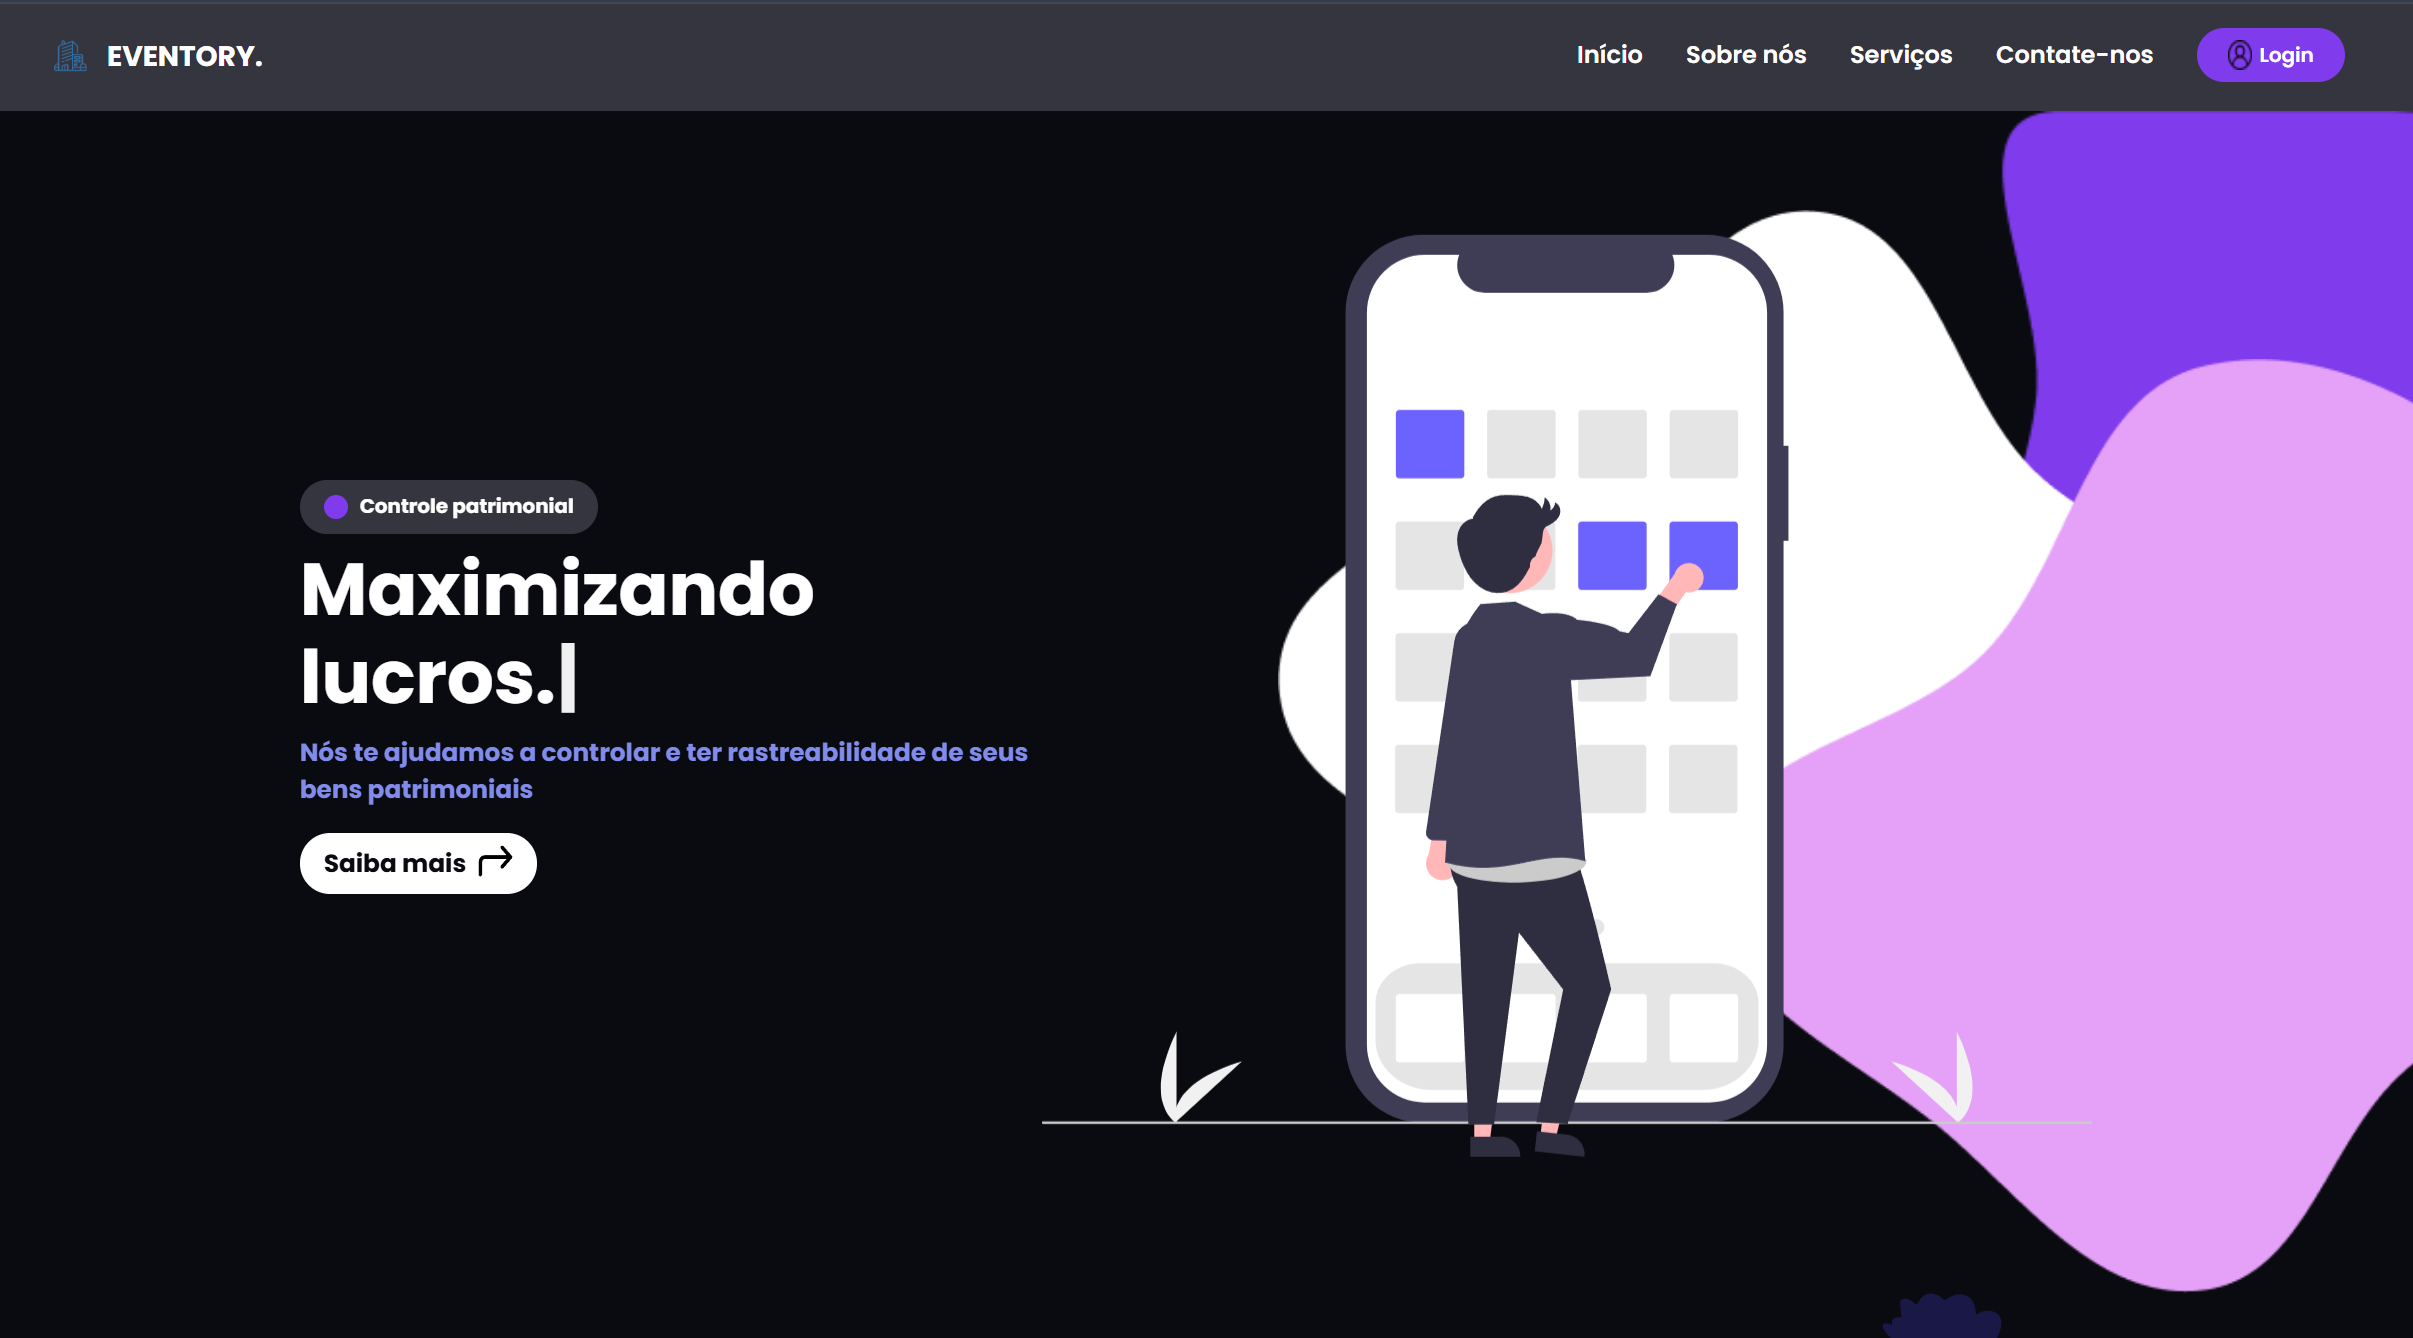 EVENTORY.
Início
Sobre nós
Serviços
Contate-nos
Login
Controle patrimonial
Maximizando
lucros.|
Nós te ajudamos a controlar e ter rastreabilidade de seus
bens patrimoniais
Saiba mais